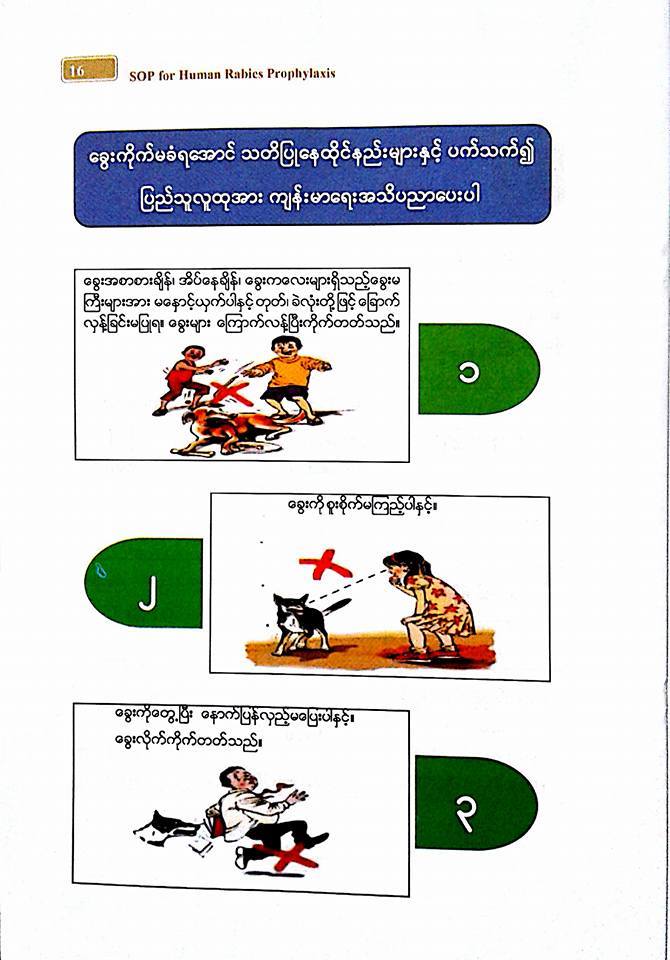 16
SOP for Human Rabies Prophylaxis
ခွေးကိုက်မခံရအောင် သတိပြုနေထိုင်နည်းများနှင့် ပက်သက်၍
ပြည်သူလူထုအား ကျန်းမာရေးအသိပညာပေးပါ
ခွေးအစာစားချိန်၊ အိပ်နေချိန်၊ ခွေးကလေးများရှိသည့်ခွေးမ
ကြီးများအား မနှောင့်ယှက်ပါနှင့် တုတ်၊ ခဲလုံးတို့ဖြင့် ခြောက်
လှန့်ခြင်းမပြုရ။ ခွေးများ ကြောက်လန့်ပြီးကိုက်တတ်သည်။
၁
ခွေးကို စူးစိုက်မကြည့်ပါနှင့်။
၂
ခွေးကိုတွေ့ပြီး နောက်ပြန်လှည့်မပြေးပါနှင့်။
ခွေးလိုက်ကိုက်တတ်သည်။
၃